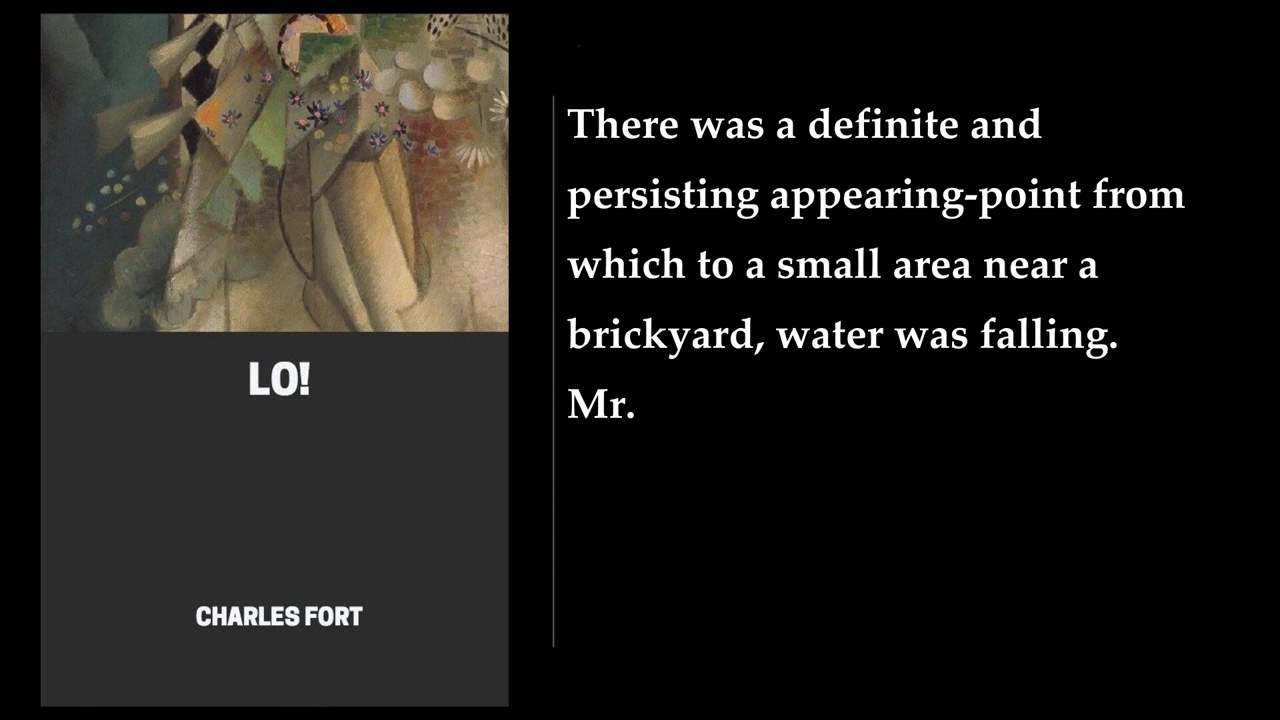 LO!
CHARLES FORT
There was a definite and
persisting appearing-point from
which to a small area near a
brickyard, water was falling.
Mr.